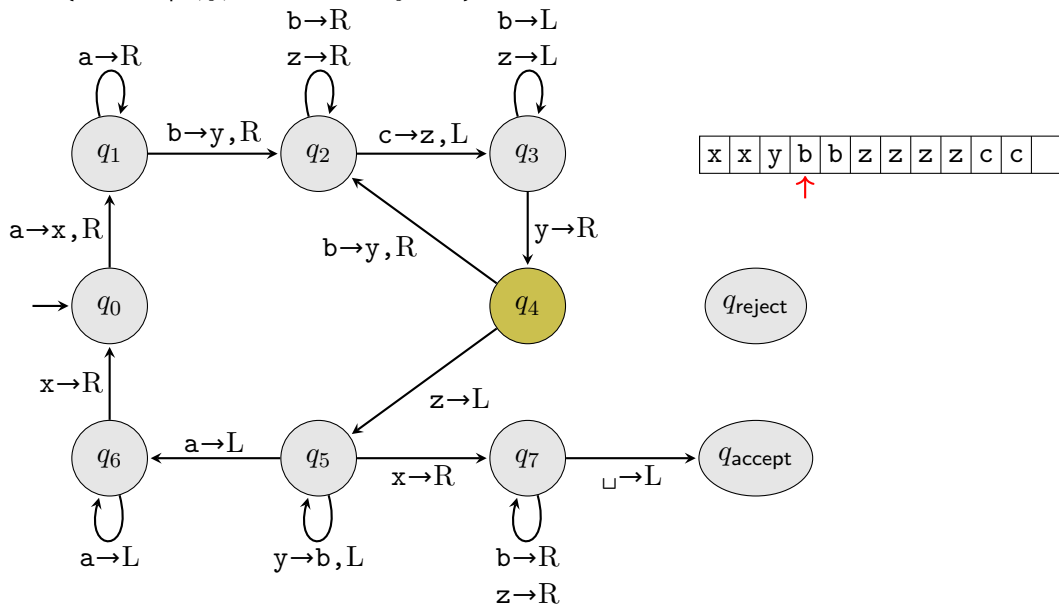 b→R
z→R
b→L
z→L
a→R
q1
b→y,R
q2
c→z,L
q3
x x y b b z z z z c c
a→x,R
b→y,R
y→R
q0
q4
qreject
x→R
z→L
q6
a→L
q5
x→R
q7
␣→L
qaccept
a→L
y→b,L
b→R
z→R